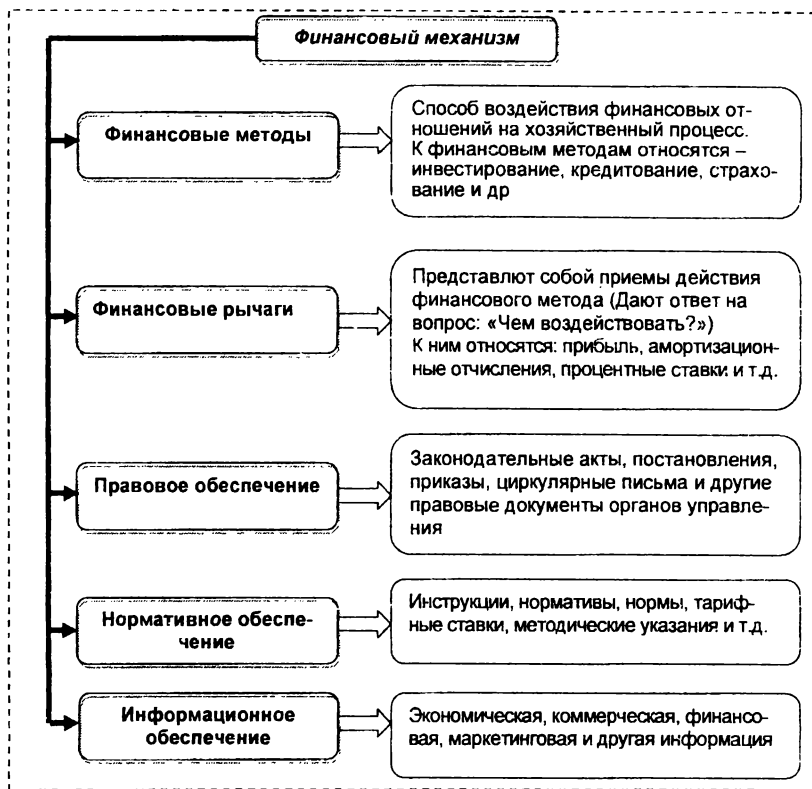 Финансовый механизм
Финансовые методы
Способ воздействия финансовых от-
ношений на хозяйственный процесс.
К финансовым методам относятся –
инвестирование, кредитование, страхо-
вание и др
Финансовые рычаги
Представлют собой приемы действия
финансового метода (Дают ответ на
вопрос: «Чем воздействовать?»)
К ним относятся: прибыль, амортизацион-
ные отчисления, процентные ставки и т.д.
Правовое обеспечение
Законодательные акты, постановления,
приказы, циркулярные письма и другие
правовые документы органов управле-
ния
Нормативное обеспе-
чение
Инструкции, нормативы, нормы, тариф-
ные ставки, методические указания и т.д.
Информационное
обеспечение
Экономическая, коммерческая, финансо-
вая, маркетинговая и другая информация